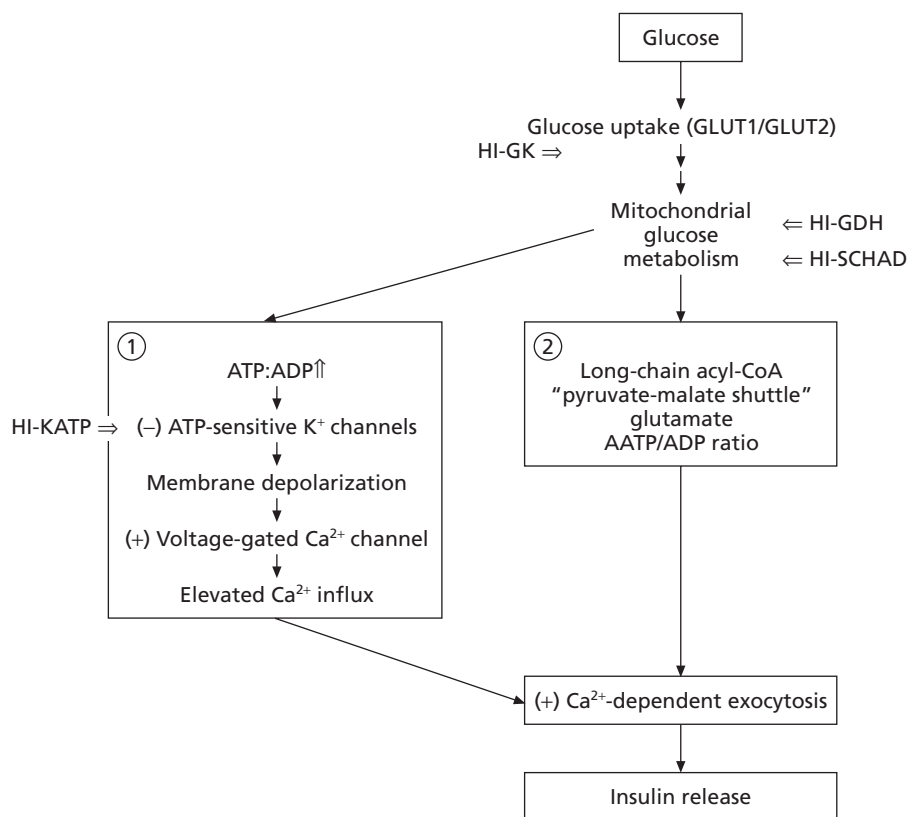 Glucose
Glucose uptake (GLUT1/GLUT2)
HI-GK ⇒
Mitochondrial
glucose
metabolism
⇐ HI-GDH
⇐ HI-SCHAD
①
ATP:ADP⇑
HI-KATP ⇒
(−) ATP-sensitive K⁺ channels
Membrane depolarization
(+) Voltage-gated Ca²⁺ channel
Elevated Ca²⁺ influx
②
Long-chain acyl-CoA
“pyruvate-malate shuttle”
glutamate
AATP/ADP ratio
(+) Ca²⁺-dependent exocytosis
Insulin release